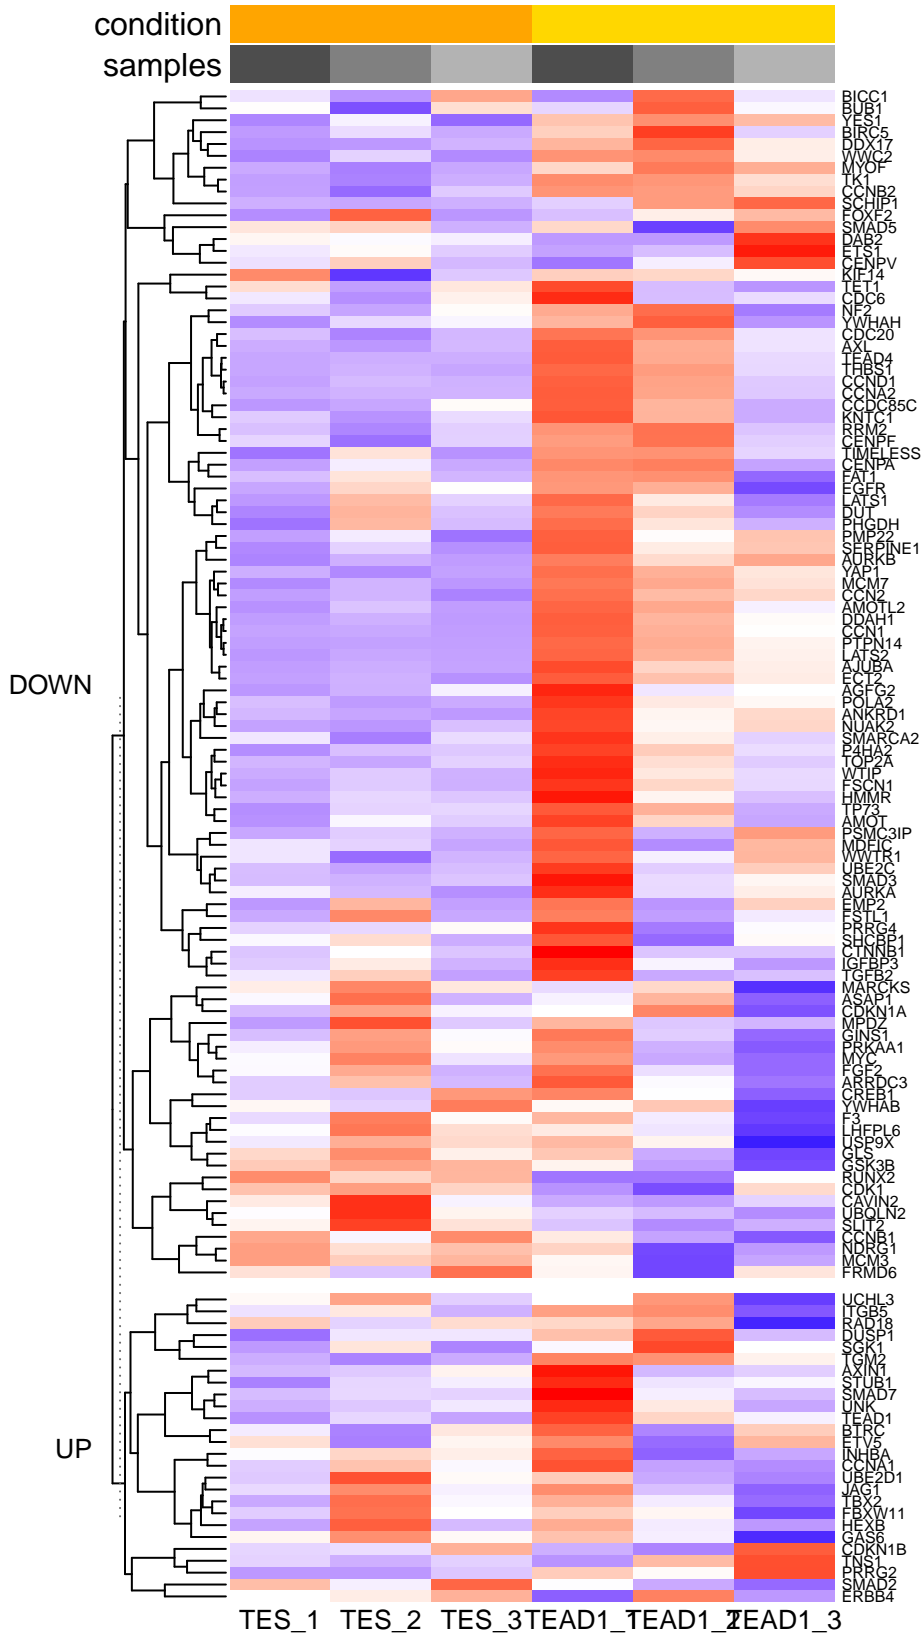 condition
samples
BICC1
BUB1
YES1
BIRC5
DDX17
WWC2
MYOF
TK1
CCNB2
SCHIP1
FOXF2
SMAD5
DAB2
ETS1
CENPV
KIF14
TET1
CDC6
NF2
YWHAH
CDC20
AXL
TEAD4
THBS1
CCND1
CCNA2
CCDC85C
KNTC1
RRM2
CENPF
TIMELESS
CENPA
FAT1
EGFR
LATS1
DUT
PHGDH
PMP22
SERPINE1
AURKB
YAP1
MCM7
CCN2
AMOTL2
DDAH1
CCN1
PTPN14
LATS2
AJUBA
ECT2
DOWN
AGFG2
POLA2
ANKRD1
NUAK2
SMARCA2
P4HA2
TOP2A
WTIP
FSCN1
HMMR
TP73
AMOT
PSMC3IP
MDFIC
WWTR1
UBE2C
SMAD3
AURKA
EMP2
FSTL1
PRRG4
SHCBP1
CTNNB1
IGFBP3
TGFB2
MARCKS
ASAP1
CDKN1A
MPDZ
GINS1
PRKAA1
MYC
FGF2
ARRDC3
CREB1
YWHAB
F3
LHFPL6
USP9X
GLS
GSK3B
RUNX2
CDK1
CAVIN2
UBQLN2
SLIT2
CCNB1
NDRG1
MCM3
FRMD6
UCHL3
ITGB5
RAD18
DUSP1
SGK1
TGM2
AXIN1
STUB1
SMAD7
UNK
TEAD1
BTRC
UP
ETV5
INHBA
CCNA1
UBE2D1
JAG1
TBX2
FBXW11
HEXB
GAS6
CDKN1B
TNS1
PRRG2
SMAD2
ERBB4
TES_1 TES_2 TES_3 TEAD1_1 TEAD1_2 TEAD1_3